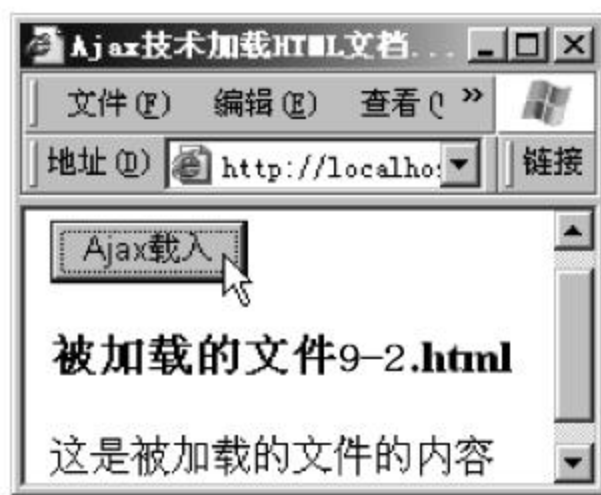 Ajax技术加载HTML文档...
文件(F) 编辑(E) 查看( »
地址(D) http://localho: 链接
Ajax载入
被加载的文件9-2.html
这是被加载的文件的内容